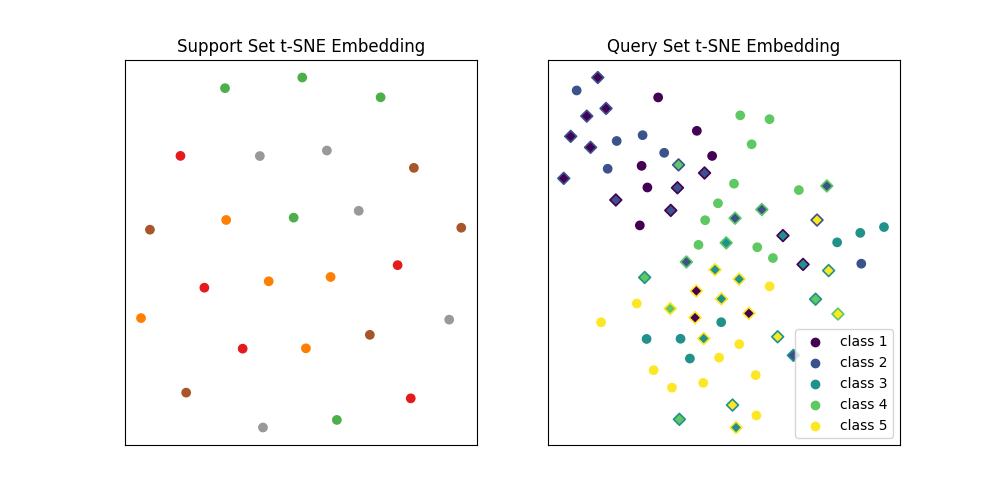 Support Set t-SNE Embedding
Query Set t-SNE Embedding
class 1
class 2
class 3
class 4
class 5